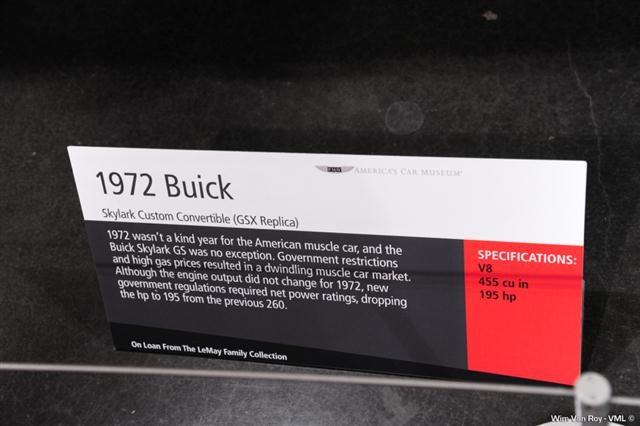 AMERICA'S CAR MUSEUM
1972 Buick
Skylark Custom Convertible (GSX Replica)
1972 wasn't a kind year for the American muscle car, and the
Buick Skylark GS was no exception. Government restrictions
and high gas prices resulted in a dwindling muscle car market.
Although the engine output did not change for 1972, new
government regulations required net power ratings, dropping
the hp to 195 from the previous 260.
SPECIFICATIONS:
V8
455 cu in
195 hp
On Loan From The LeMay Family Collection
Wim Van Roy - VML ©